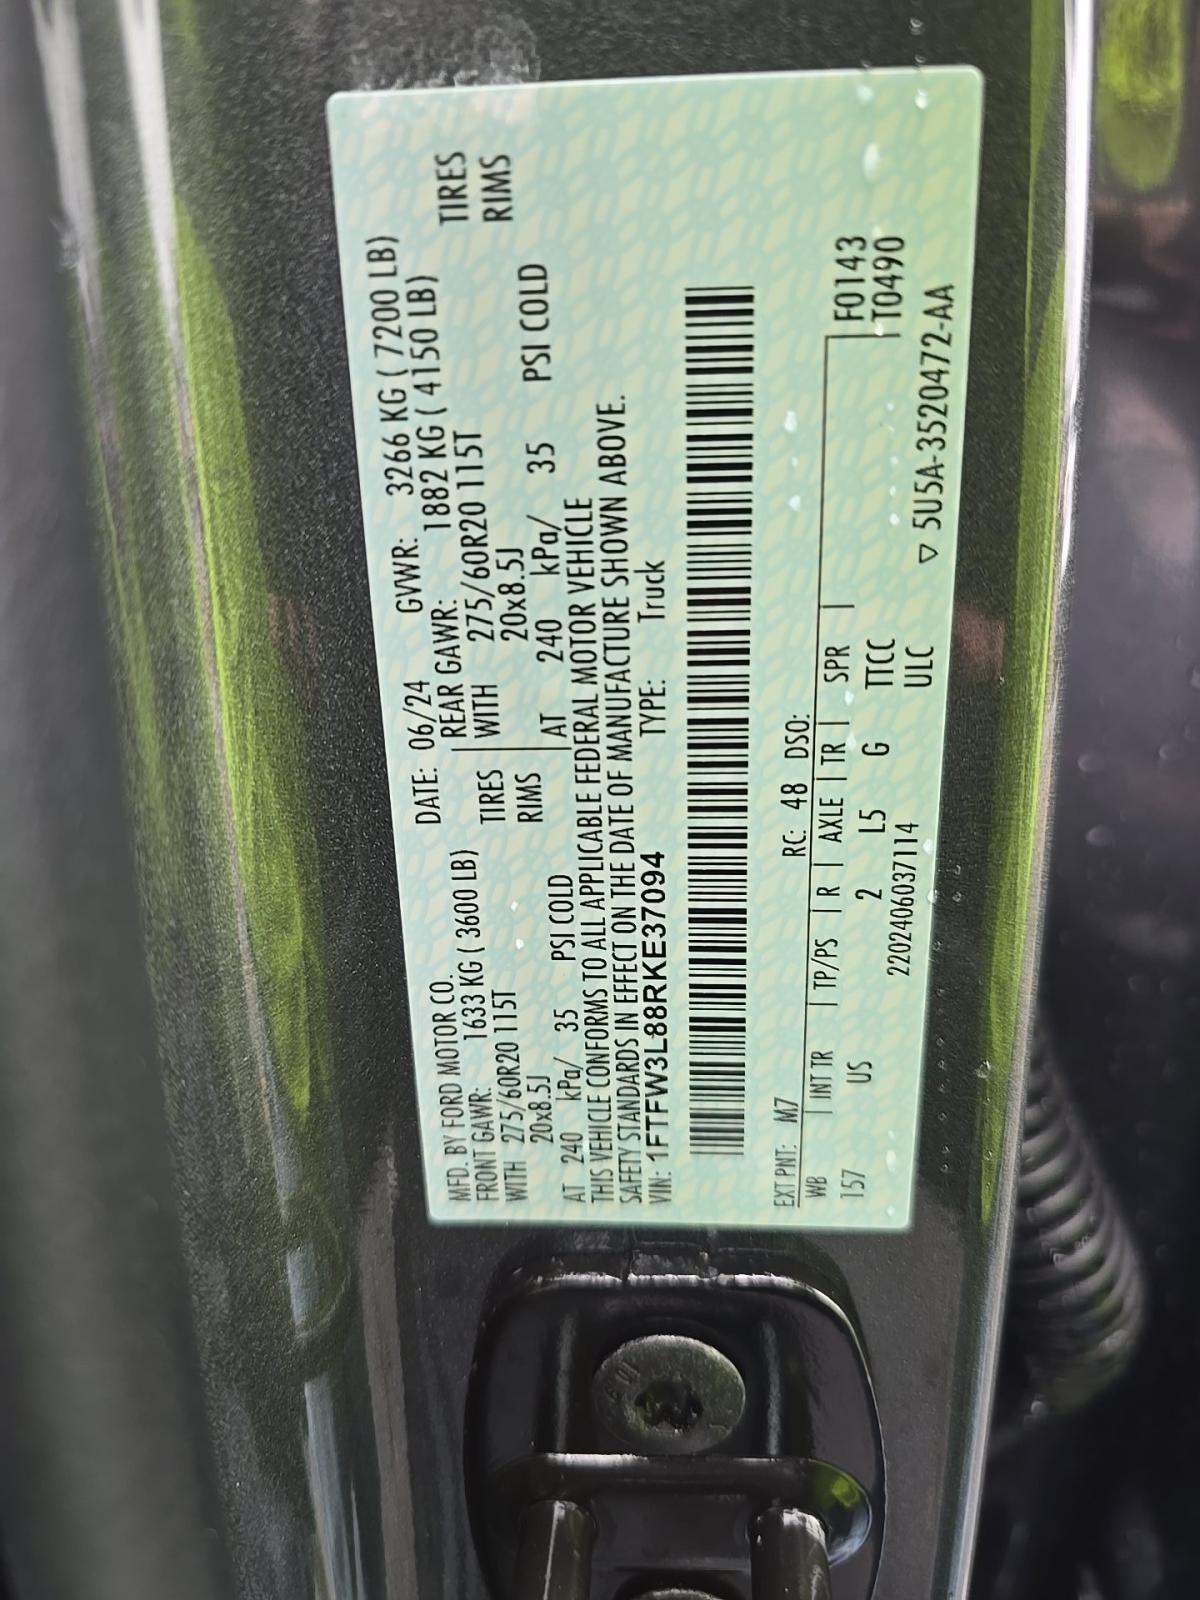 MFD. BY FORD MOTOR CO.
DATE: 06/24 GVWR: 3266 KG ( 7200 LB)
FRONT GAWR: 1633 KG ( 3600 LB) REAR GAWR: 1882 KG ( 4150 LB)
WITH 275/60R20 115T TIRES WITH 275/60R20 115T TIRES
20x8.5J RIMS 20x8.5J RIMS
AT 240 kPa/ 35 PSI COLD AT 240 kPa/ 35 PSI COLD
THIS VEHICLE CONFORMS TO ALL APPLICABLE FEDERAL MOTOR VEHICLE
SAFETY STANDARDS IN EFFECT ON THE DATE OF MANUFACTURE SHOWN ABOVE.
VIN: 1FTFW3L88RKE37094 TYPE: Truck
EXT PNT: M7 RC: 48 DSO:
WB INT TR TP/PS R AXLE TR SPR F0143
157 US 2 L5 G TTCC T0490
2202406037114 ULC
▽ 5U5A-3520472-AA